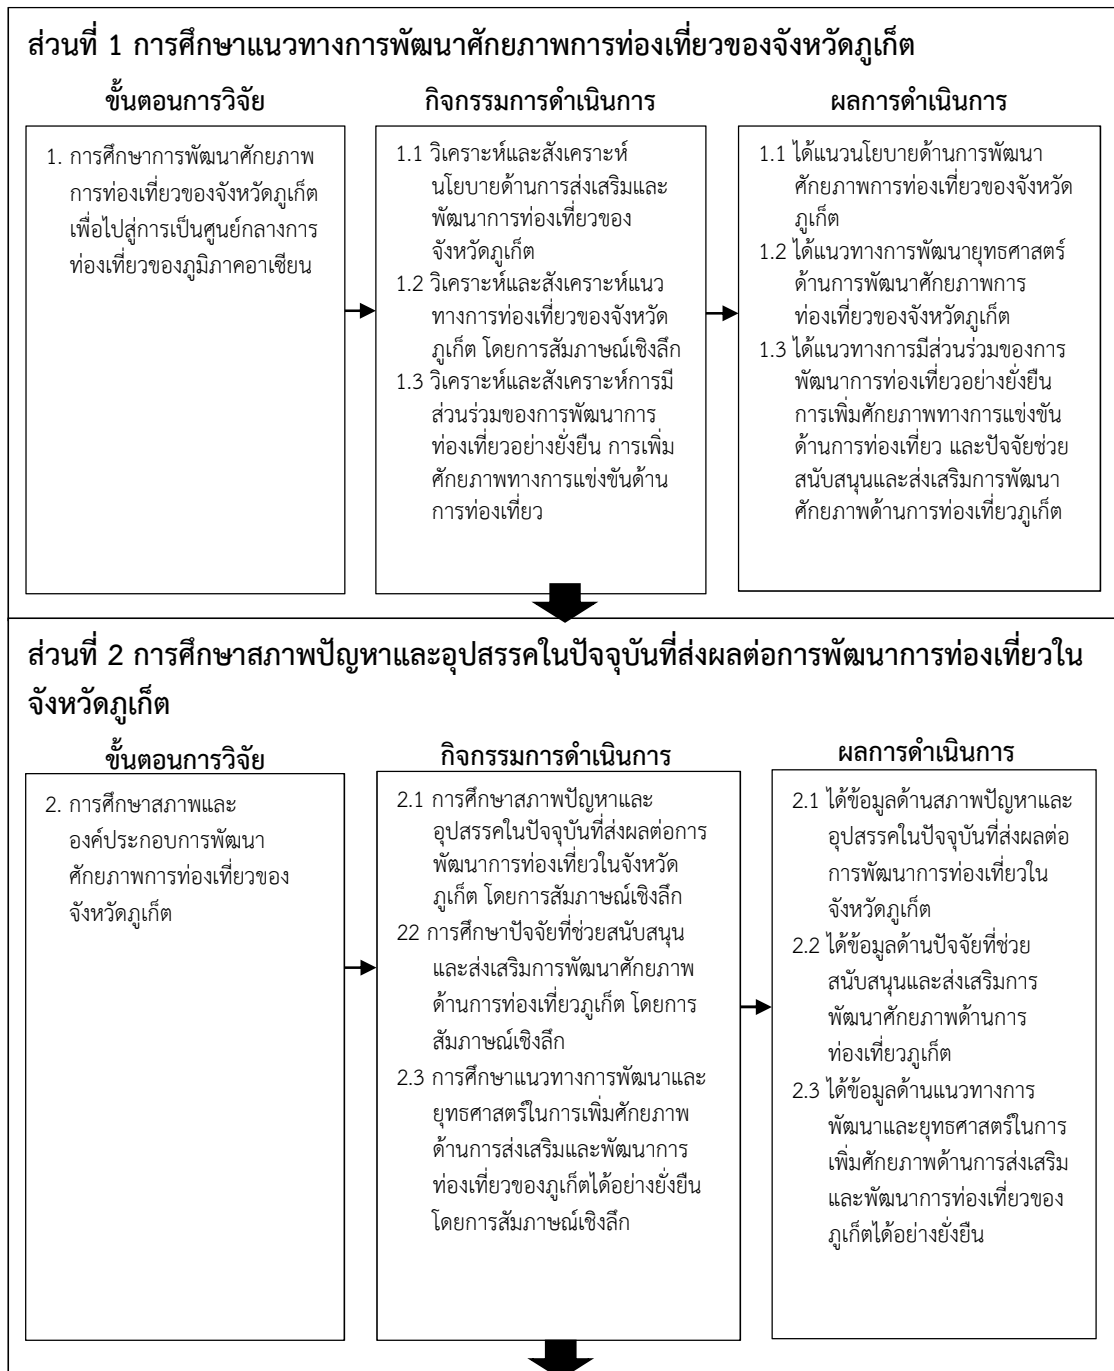 ส่วนที่ 1 การศึกษาแนวทางการพัฒนาศักยภาพการท่องเที่ยวของจังหวัดภูเก็ต
ขั้นตอนการวิจัย
1. การศึกษาการพัฒนาศักยภาพ
การท่องเที่ยวของจังหวัดภูเก็ต
เพื่อไปสู่การเป็นศูนย์กลางการ
ท่องเที่ยวของภูมิภาคอาเซียน
กิจกรรมการดำเนินการ
1.1 วิเคราะห์และสังเคราะห์
นโยบายด้านการส่งเสริมและ
พัฒนาการท่องเที่ยวของ
จังหวัดภูเก็ต
1.2 วิเคราะห์และสังเคราะห์แนว
ทางการท่องเที่ยวของจังหวัด
ภูเก็ต โดยการสัมภาษณ์เชิงลึก
1.3 วิเคราะห์และสังเคราะห์การมี
ส่วนร่วมของการพัฒนาการ
ท่องเที่ยวอย่างยั่งยืน การเพิ่ม
ศักยภาพทางการแข่งขันด้าน
การท่องเที่ยว
ผลการดำเนินการ
1.1 ได้แนวนโยบายด้านการพัฒนา
ศักยภาพการท่องเที่ยวของจังหวัด
ภูเก็ต
1.2 ได้แนวทางการพัฒนายุทธศาสตร์
ด้านการพัฒนาศักยภาพการ
ท่องเที่ยวของจังหวัดภูเก็ต
1.3 ได้แนวทางการมีส่วนร่วมของการ
พัฒนาการท่องเที่ยวอย่างยั่งยืน
การเพิ่มศักยภาพทางการแข่งขัน
ด้านการท่องเที่ยว และปัจจัยช่วย
สนับสนุนและส่งเสริมการพัฒนา
ศักยภาพด้านการท่องเที่ยวภูเก็ต
ส่วนที่ 2 การศึกษาสภาพปัญหาและอุปสรรคในปัจจุบันที่ส่งผลต่อการพัฒนาการท่องเที่ยวใน
จังหวัดภูเก็ต
ขั้นตอนการวิจัย
2. การศึกษาสภาพและ
องค์ประกอบการพัฒนา
ศักยภาพการท่องเที่ยวของ
จังหวัดภูเก็ต
กิจกรรมการดำเนินการ
2.1 การศึกษาสภาพปัญหาและ
อุปสรรคในปัจจุบันที่ส่งผลต่อการ
พัฒนาการท่องเที่ยวในจังหวัด
ภูเก็ต โดยการสัมภาษณ์เชิงลึก
22 การศึกษาปัจจัยที่ช่วยสนับสนุน
และส่งเสริมการพัฒนาศักยภาพ
ด้านการท่องเที่ยวภูเก็ต โดยการ
สัมภาษณ์เชิงลึก
2.3 การศึกษาแนวทางการพัฒนาและ
ยุทธศาสตร์ในการเพิ่มศักยภาพ
ด้านการส่งเสริมและพัฒนาการ
ท่องเที่ยวของภูเก็ตได้อย่างยั่งยืน
โดยการสัมภาษณ์เชิงลึก
ผลการดำเนินการ
2.1 ได้ข้อมูลด้านสภาพปัญหาและ
อุปสรรคในปัจจุบันที่ส่งผลต่อ
การพัฒนาการท่องเที่ยวใน
จังหวัดภูเก็ต
2.2 ได้ข้อมูลด้านปัจจัยที่ช่วย
สนับสนุนและส่งเสริมการ
พัฒนาศักยภาพด้านการ
ท่องเที่ยวภูเก็ต
2.3 ได้ข้อมูลด้านแนวทางการ
พัฒนาและยุทธศาสตร์ในการ
เพิ่มศักยภาพด้านการส่งเสริม
และพัฒนาการท่องเที่ยวของ
ภูเก็ตได้อย่างยั่งยืน